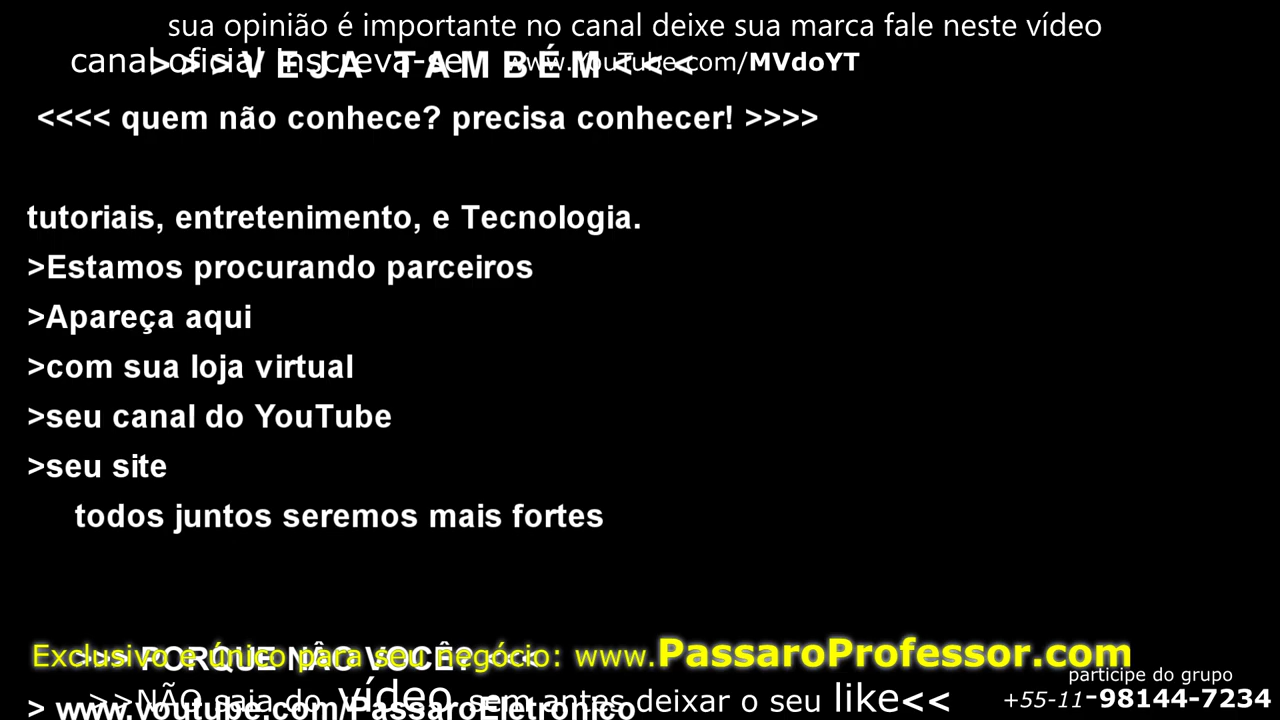 sua opinião é importante no canal deixe sua marca fale neste vídeo
canal oficial Inscreva-se www.YouTube.com/MVdoYT
> > > V E J A T A M B É M < < <
<<<< quem não conhece? precisa conhecer! >>>>
tutoriais, entretenimento, e Tecnologia.
>Estamos procurando parceiros
>Apareça aqui
>com sua loja virtual
>seu canal do YouTube
>seu site
todos juntos seremos mais fortes
Exclusivo e único para seu negócio: www.PassaroProfessor.com
>>> PORQUE NÃO VOCÊ? <<<
participe do grupo
>>NÃO saia do vídeo sem antes deixar o seu like<<
+55-11-98144-7234
> www.youtube.com/PassaroEletronico